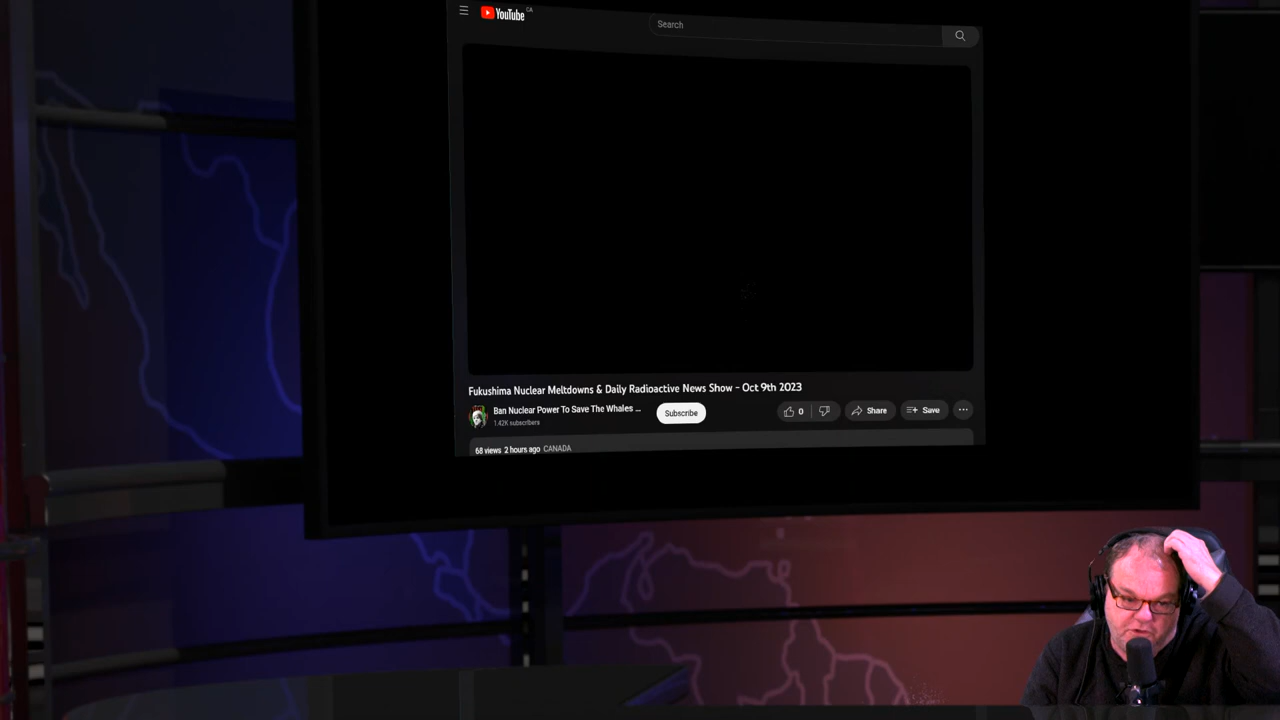 YouTube CA
Search
Fukushima Nuclear Meltdowns & Daily Radioactive News Show - Oct 9th 2023
Ban Nuclear Power To Save The Whales ...
1.42K subscribers
Subscribe
0
Share
Save
68 views 2 hours ago CANADA